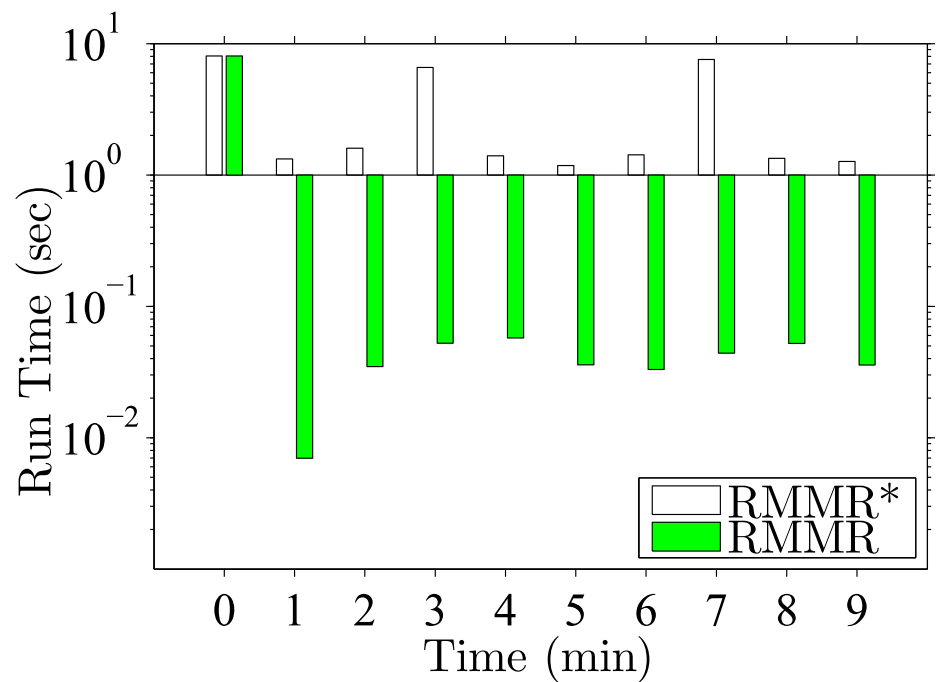 10^1
10^0
10^−1
10^−2
Run Time (sec)
RMMR*
RMMR
0 1 2 3 4 5 6 7 8 9
Time (min)